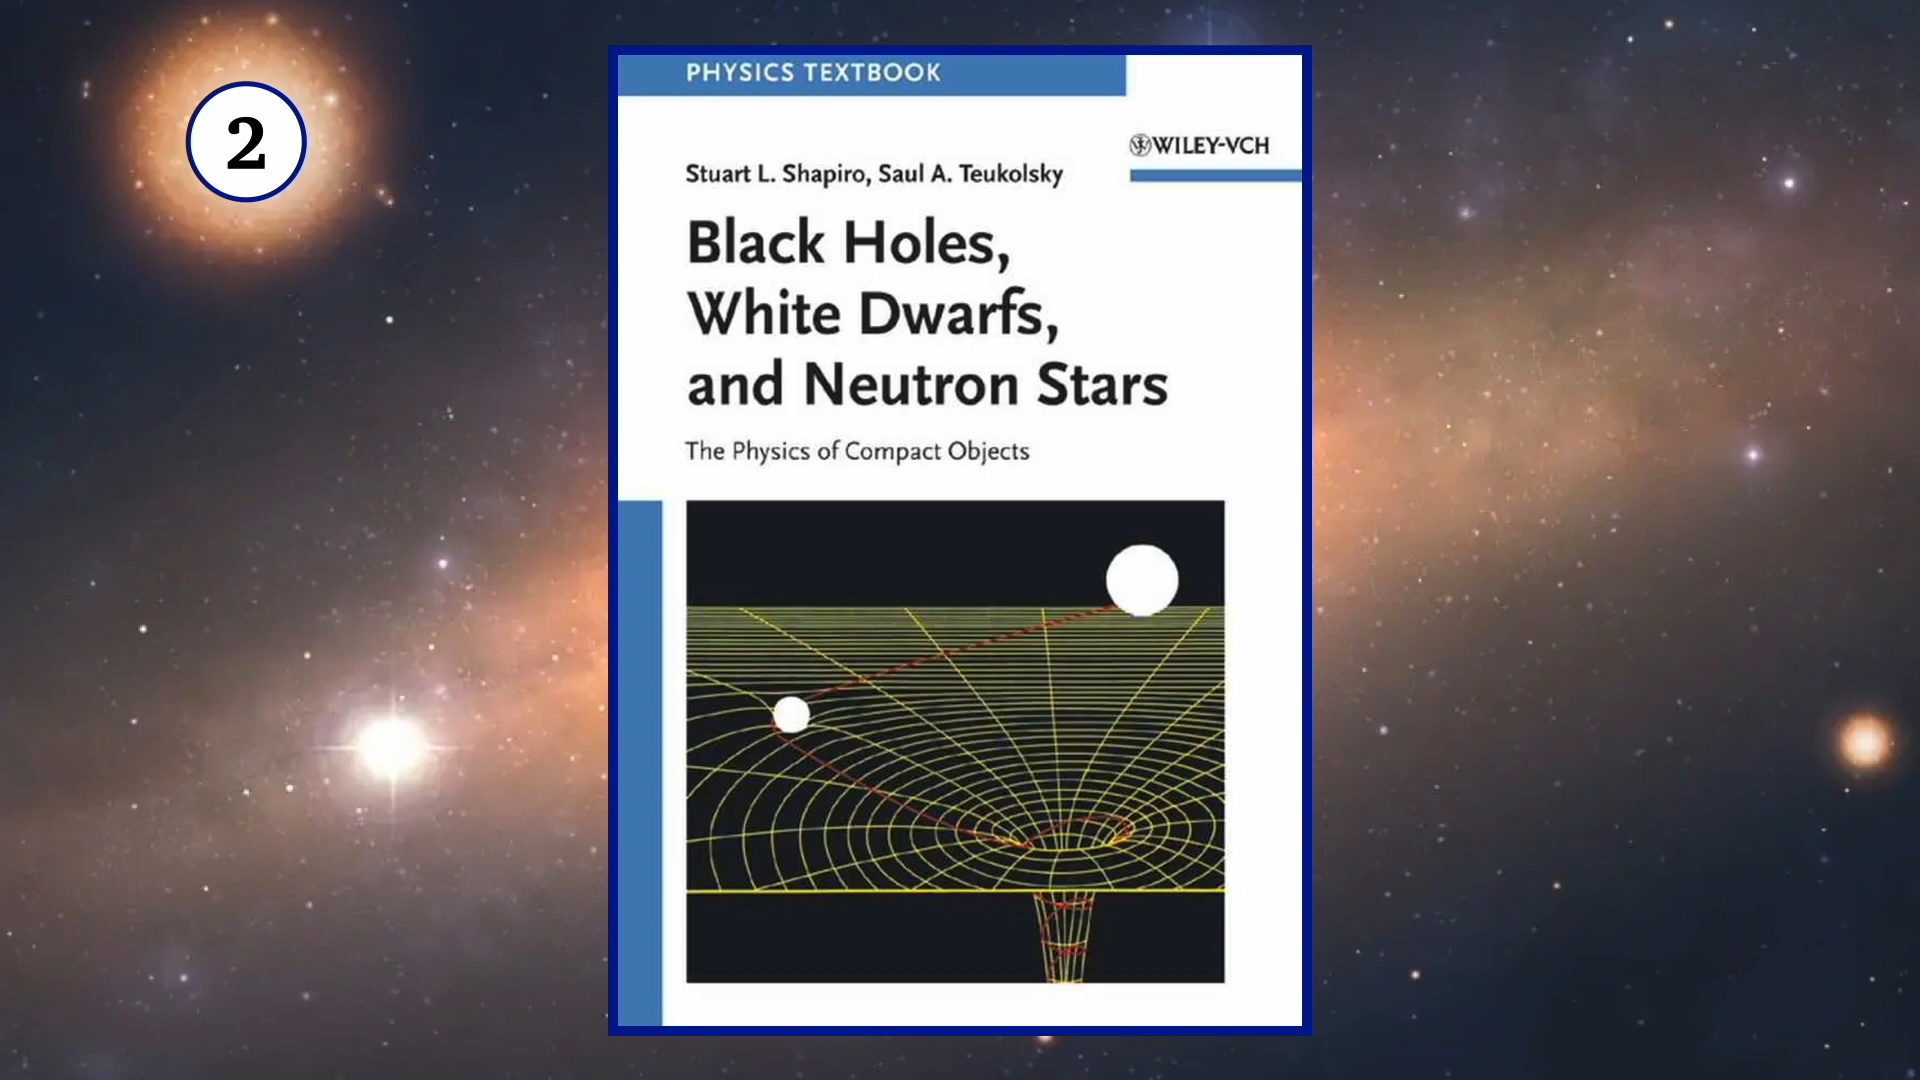 2
PHYSICS TEXTBOOK
WILEY-VCH
Stuart L. Shapiro, Saul A. Teukolsky
Black Holes,
White Dwarfs,
and Neutron Stars
The Physics of Compact Objects